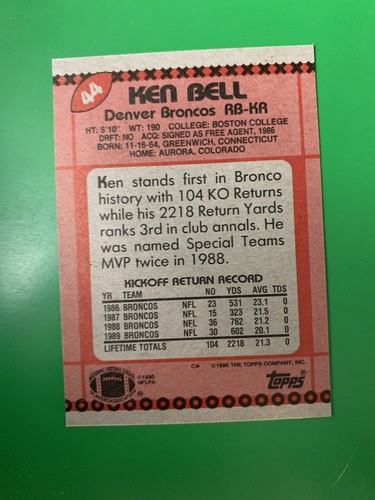 44
KEN BELL
Denver Broncos RB-KR
HT: 5'10" WT: 190 COLLEGE: BOSTON COLLEGE
DRFT: NO ACQ: SIGNED AS FREE AGENT, 1986
BORN: 11-16-64, GREENWICH, CONNECTICUT
HOME: AURORA, COLORADO
Ken stands first in Bronco
history with 104 KO Returns
while his 2218 Return Yards
ranks 3rd in club annals. He
was named Special Teams
MVP twice in 1988.
KICKOFF RETURN RECORD
YR TEAM NO YDS AVG TDS
1986 BRONCOS NFL 23 531 23.1 0
1987 BRONCOS NFL 15 323 21.5 0
1988 BRONCOS NFL 36 762 21.2 0
1989 BRONCOS NFL 30 602 20.1 0
LIFETIME TOTALS 104 2218 21.3 0
©1990 THE TOPPS COMPANY, INC.
©1990
NFLPA
Topps